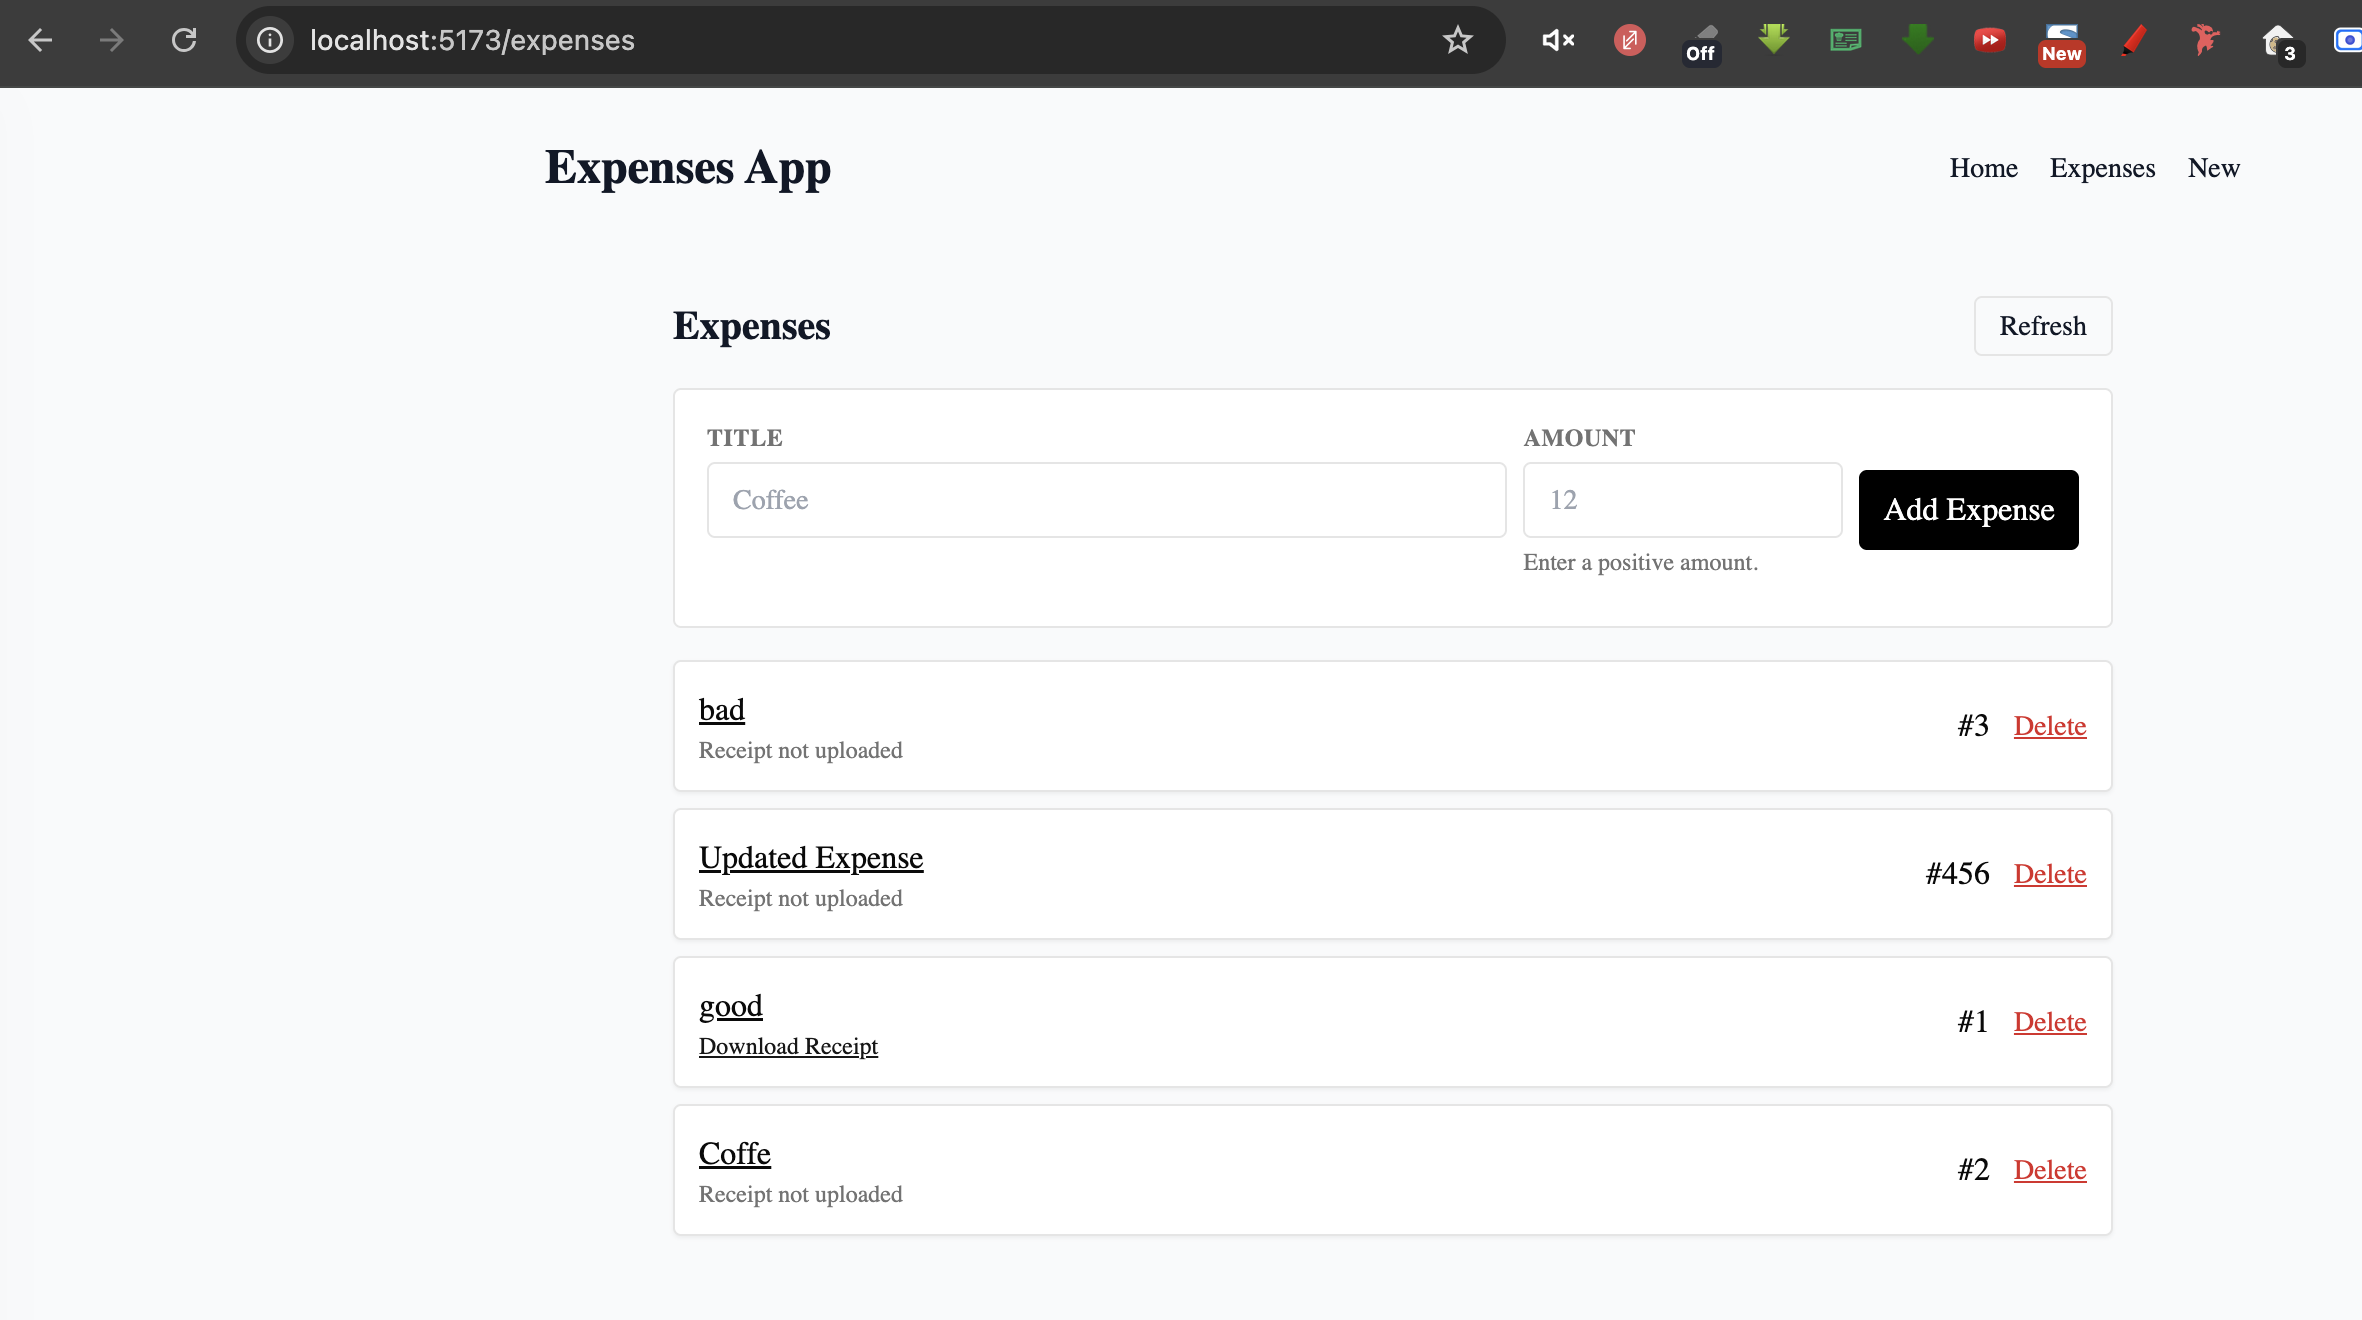 localhost:5173/expenses
Off
New
3
Expenses App
Home Expenses New
Expenses
Refresh
TITLE
AMOUNT
Coffee
12
Add Expense
Enter a positive amount.
bad
Receipt not uploaded
#3 Delete
Updated Expense
Receipt not uploaded
#456 Delete
good
Download Receipt
#1 Delete
Coffe
Receipt not uploaded
#2 Delete